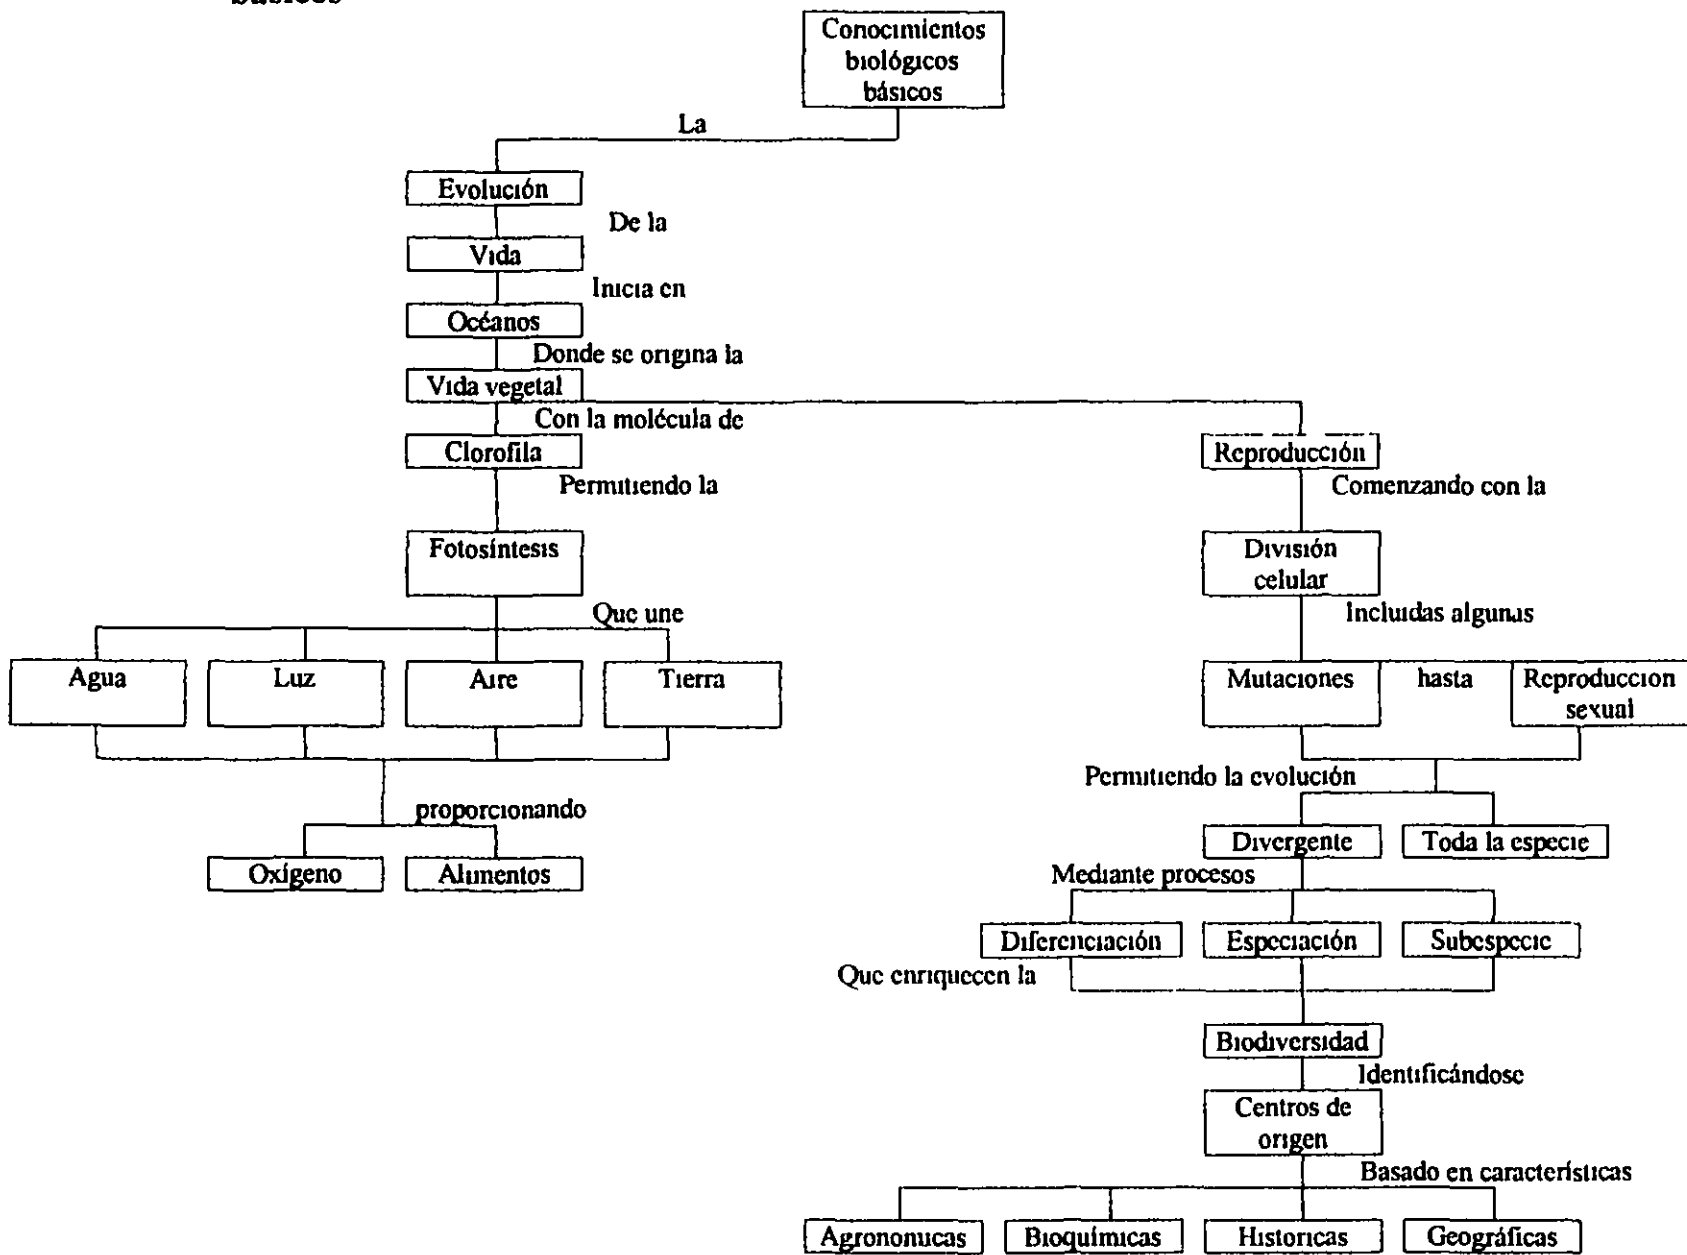 básicos
Conocimientos
biológicos
básicos
La
Evolución
De la
Vida
Inicia en
Océanos
Donde se origina la
Vida vegetal
Con la molécula de
Clorofila
Reproducción
Permitiendo la
Comenzando con la
Fotosíntesis
División
celular
Que une
Incluidas algunas
Agua
Luz
Aire
Tierra
Mutaciones
hasta
Reproduccion
sexual
Permitiendo la evolución
proporcionando
Divergente
Toda la especie
Oxígeno
Alimentos
Mediante procesos
Diferenciación
Especiación
Subespecie
Que enriquecen la
Biodiversidad
Identificándose
Centros de
origen
Basado en características
Agronomicas
Bioquímicas
Historicas
Geográficas